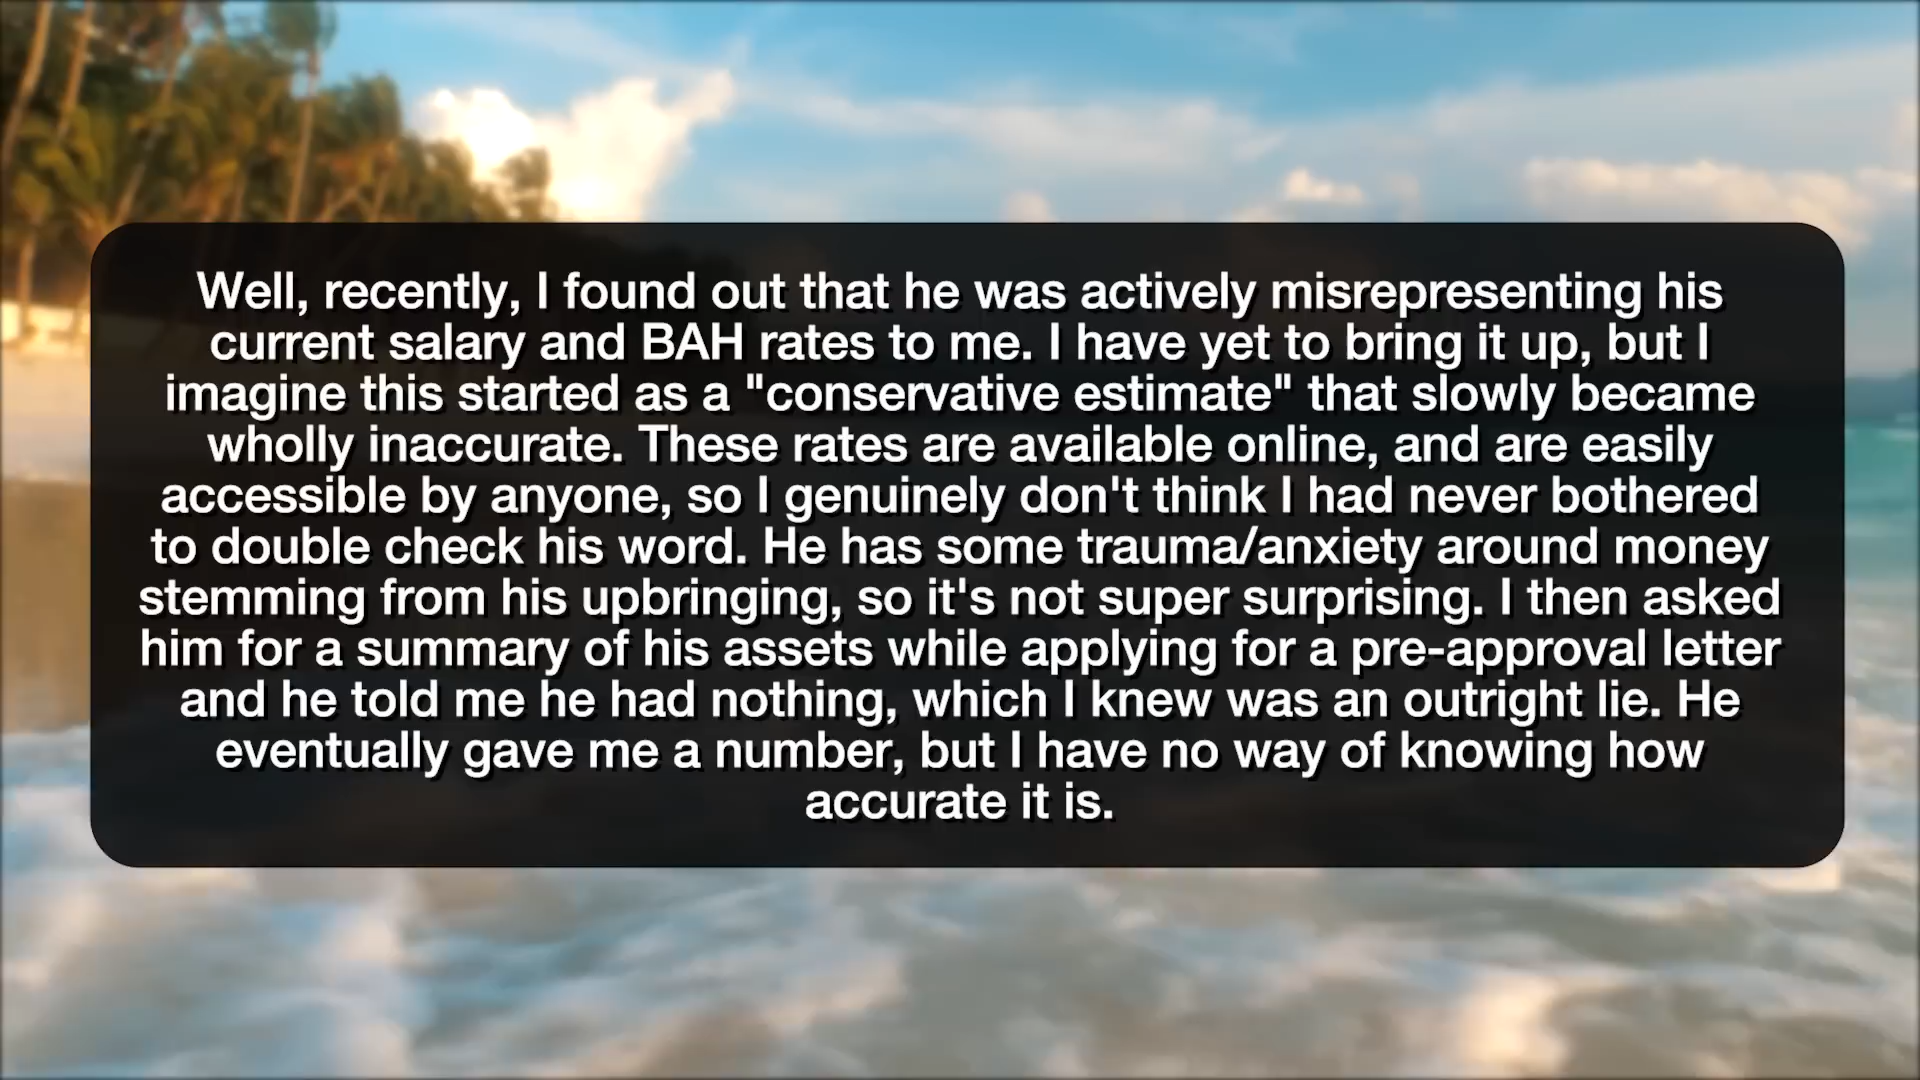 Well, recently, I found out that he was actively misrepresenting his
current salary and BAH rates to me. I have yet to bring it up, but I
imagine this started as a "conservative estimate" that slowly became
wholly inaccurate. These rates are available online, and are easily
accessible by anyone, so I genuinely don't think I had never bothered
to double check his word. He has some trauma/anxiety around money
stemming from his upbringing, so it's not super surprising. I then asked
him for a summary of his assets while applying for a pre-approval letter
and he told me he had nothing, which I knew was an outright lie. He
eventually gave me a number, but I have no way of knowing how
accurate it is.